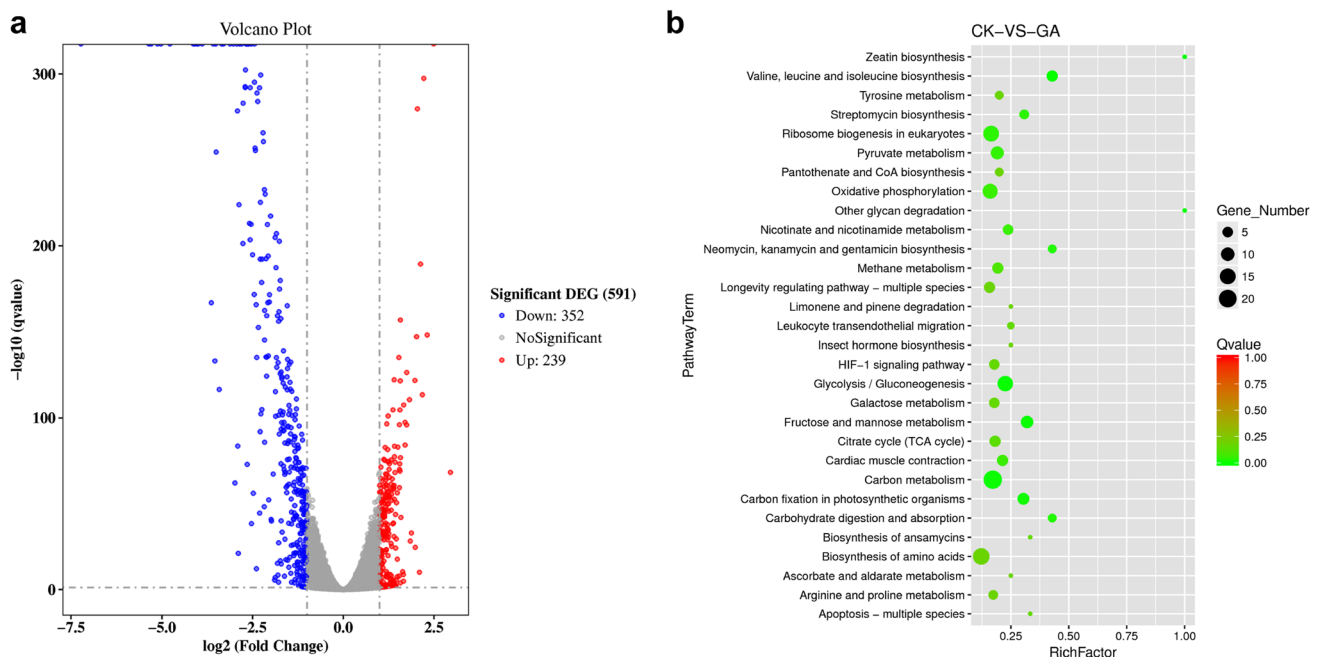 a
Volcano Plot
300
200
100
0
−log10 (qvalue)
−7.5
−5.0
−2.5
0.0
2.5
log2 (Fold Change)
Significant DEG (591)
Down: 352
NoSignificant
Up: 239
b
CK−VS−GA
PathwayTerm
Zeatin biosynthesis
Valine, leucine and isoleucine biosynthesis
Tyrosine metabolism
Streptomycin biosynthesis
Ribosome biogenesis in eukaryotes
Pyruvate metabolism
Pantothenate and CoA biosynthesis
Oxidative phosphorylation
Other glycan degradation
Nicotinate and nicotinamide metabolism
Neomycin, kanamycin and gentamicin biosynthesis
Methane metabolism
Longevity regulating pathway − multiple species
Limonene and pinene degradation
Leukocyte transendothelial migration
Insect hormone biosynthesis
HIF−1 signaling pathway
Glycolysis / Gluconeogenesis
Galactose metabolism
Fructose and mannose metabolism
Citrate cycle (TCA cycle)
Cardiac muscle contraction
Carbon metabolism
Carbon fixation in photosynthetic organisms
Carbohydrate digestion and absorption
Biosynthesis of ansamycins
Biosynthesis of amino acids
Ascorbate and aldarate metabolism
Arginine and proline metabolism
Apoptosis − multiple species
0.25
0.50
0.75
1.00
RichFactor
Gene_Number
5
10
15
20
Qvalue
1.00
0.75
0.50
0.25
0.00